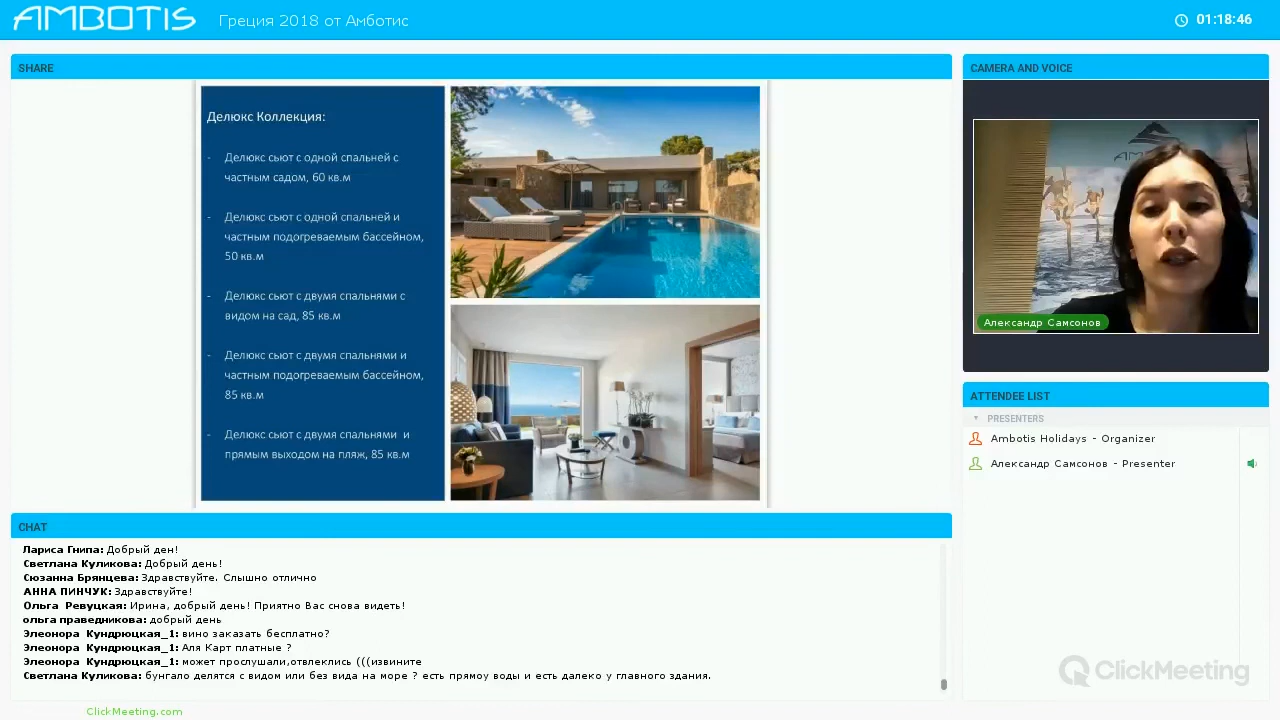 AMBOTIS
Греция 2018 от Амботис
01:18:46
SHARE
Делюкс Коллекция:
- Делюкс сьют с одной спальней с
частным садом, 60 кв.м
- Делюкс сьют с одной спальней и
частным подогреваемым бассейном,
50 кв.м
- Делюкс сьют с двумя спальнями с
видом на сад, 85 кв.м
- Делюкс сьют с двумя спальнями и
частным подогреваемым бассейном,
85 кв.м
- Делюкс сьют с двумя спальнями и
прямым выходом на пляж, 85 кв.м
CAMERA AND VOICE
Александр Самсонов
ATTENDEE LIST
PRESENTERS
Ambotis Holidays - Organizer
Александр Самсонов - Presenter
CHAT
Лариса Гнипа: Добрый ден!
Светлана Куликова: Добрый день!
Сюзанна Брянцева: Здравствуйте. Слышно отлично
АННА ПИНЧУК: Здравствуйте!
Ольга Ревуцкая: Ирина, добрый день! Приятно Вас снова видеть!
ольга праведникова: добрый день
Элеонора Кундрюцкая_1: вино заказать бесплатно?
Элеонора Кундрюцкая_1: Аля Карт платные ?
Элеонора Кундрюцкая_1: может прослушали,отвлеклись (((извините
Светлана Куликова: бунгало делятся с видом или без вида на море ? есть прямоу воды и есть далеко у главного здания.
ClickMeeting
ClickMeeting.com